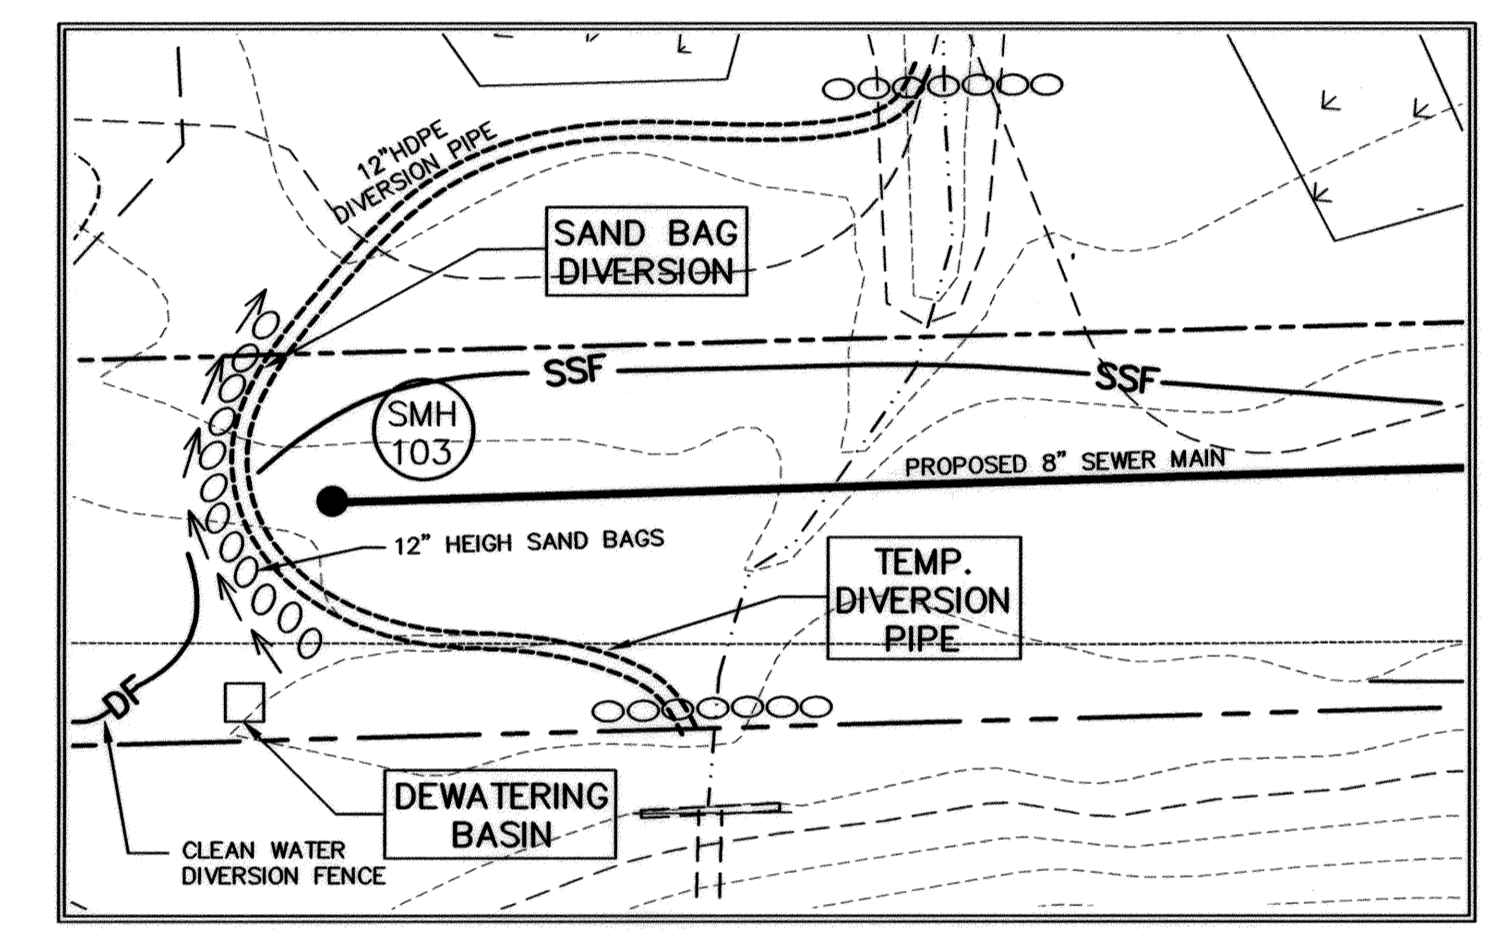 12"HDPE
DIVERSION PIPE
SAND BAG
DIVERSION
SSF
SSF
SMH
103
PROPOSED 8" SEWER MAIN
12" HEIGH SAND BAGS
TEMP.
DIVERSION
PIPE
DF
DEWATERING
BASIN
CLEAN WATER
DIVERSION FENCE